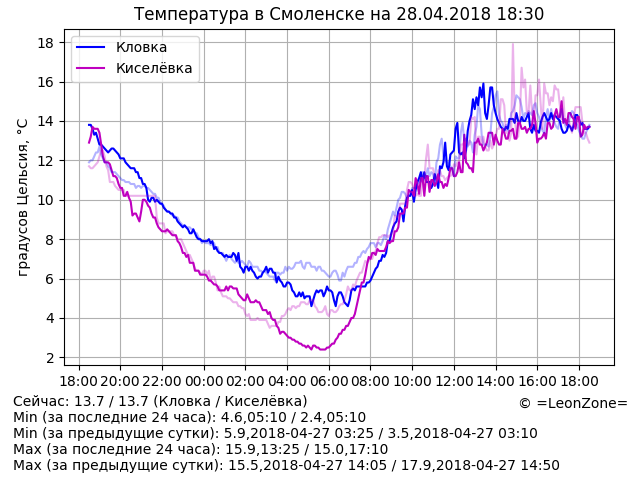 Температура в Смоленске на 28.04.2018 18:30
Кловка
Киселёвка
градусов Цельсия, °C
18
16
14
12
10
8
6
4
2
18:00 20:00 22:00 00:00 02:00 04:00 06:00 08:00 10:00 12:00 14:00 16:00 18:00
Сейчас: 13.7 / 13.7 (Кловка / Киселёвка)
© =LeonZone=
Min (за последние 24 часа): 4.6,05:10 / 2.4,05:10
Min (за предыдущие сутки): 5.9,2018-04-27 03:25 / 3.5,2018-04-27 03:10
Max (за последние 24 часа): 15.9,13:25 / 15.0,17:10
Max (за предыдущие сутки): 15.5,2018-04-27 14:05 / 17.9,2018-04-27 14:50